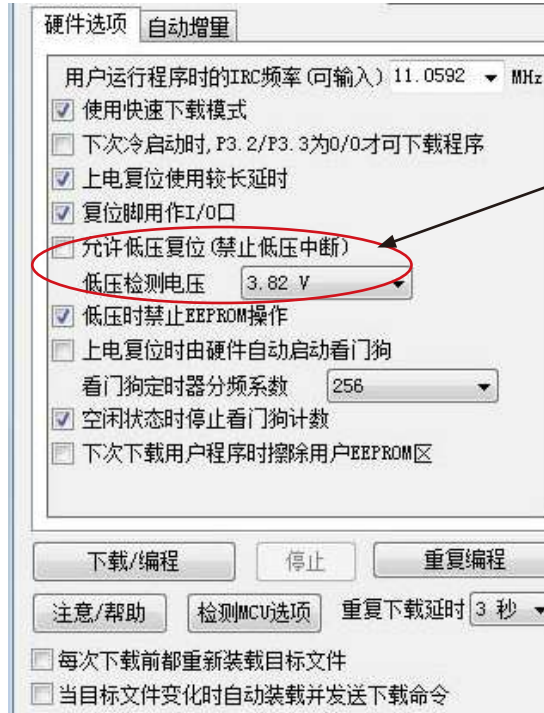 硬件选项 自动增量
用户运行程序时的IRC频率(可输入) 11.0592 MHz
使用快速下载模式
下次冷启动时,P3.2/P3.3为0/0才可下载程序
上电复位使用较长延时
复位脚用作I/O口
允许低压复位(禁止低压中断)
低压检测电压 3.82 V
低压时禁止EEPROM操作
上电复位时由硬件自动启动看门狗
看门狗定时器分频系数 256
空闲状态时停止看门狗计数
下次下载用户程序时擦除用户EEPROM区
下载/编程 停止 重复编程
注意/帮助 检测MCU选项 重复下载延时 3 秒
每次下载前都重新装载目标文件
当目标文件变化时自动装载并发送下载命令